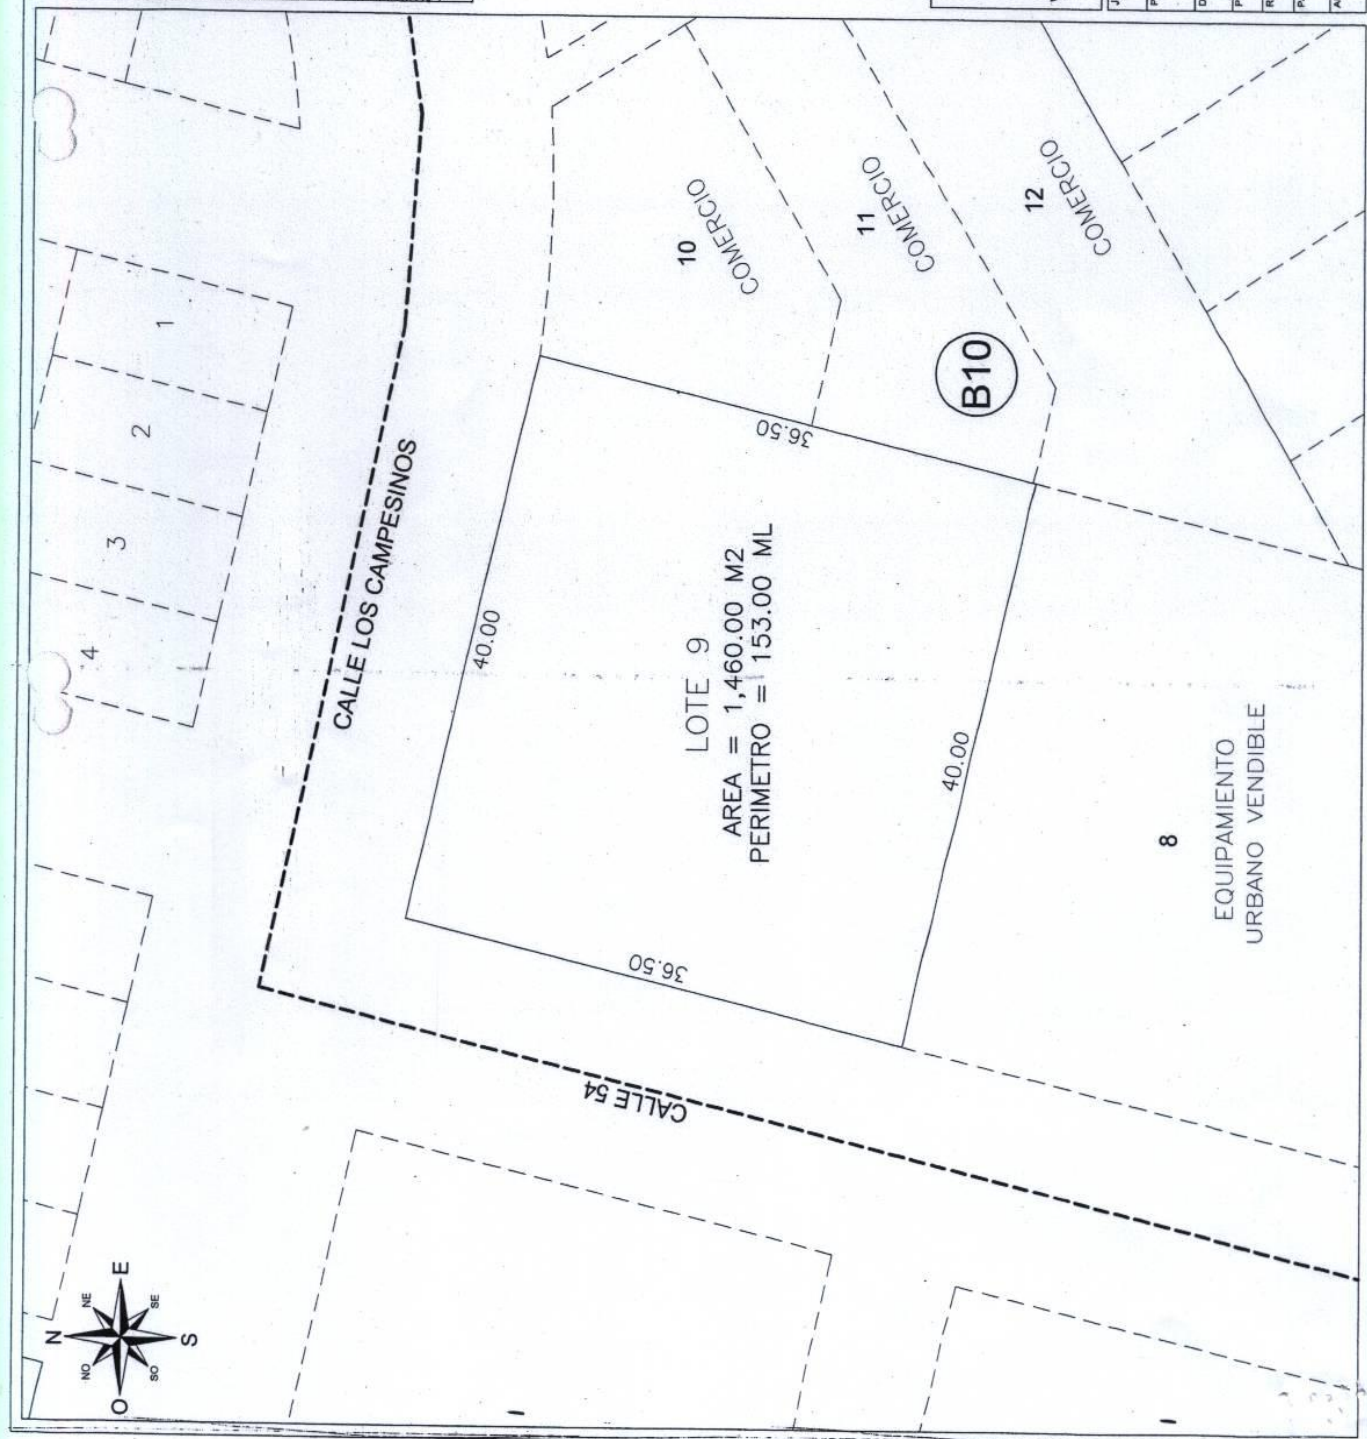 N
NO
NE
O
E
SO
SE
S
4
3
2
1
CALLE LOS CAMPESINOS
40.00
36.50
36.50
CALLE 54
LOTE 9
AREA = 1,460.00 M2
PERIMETRO = 153.00 ML
40.00
10
COMERCIO
11
COMERCIO
12
COMERCIO
B10
8
EQUIPAMIENTO
URBANO VENDIBLE